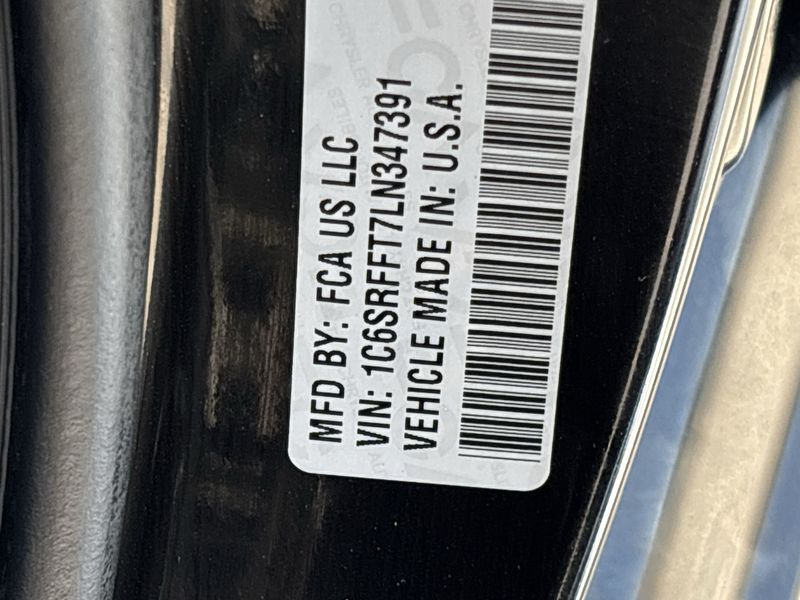 MFD BY: FCA US LLC
VIN: 1C6SRFFT7LN347391
VEHICLE MADE IN: U.S.A.